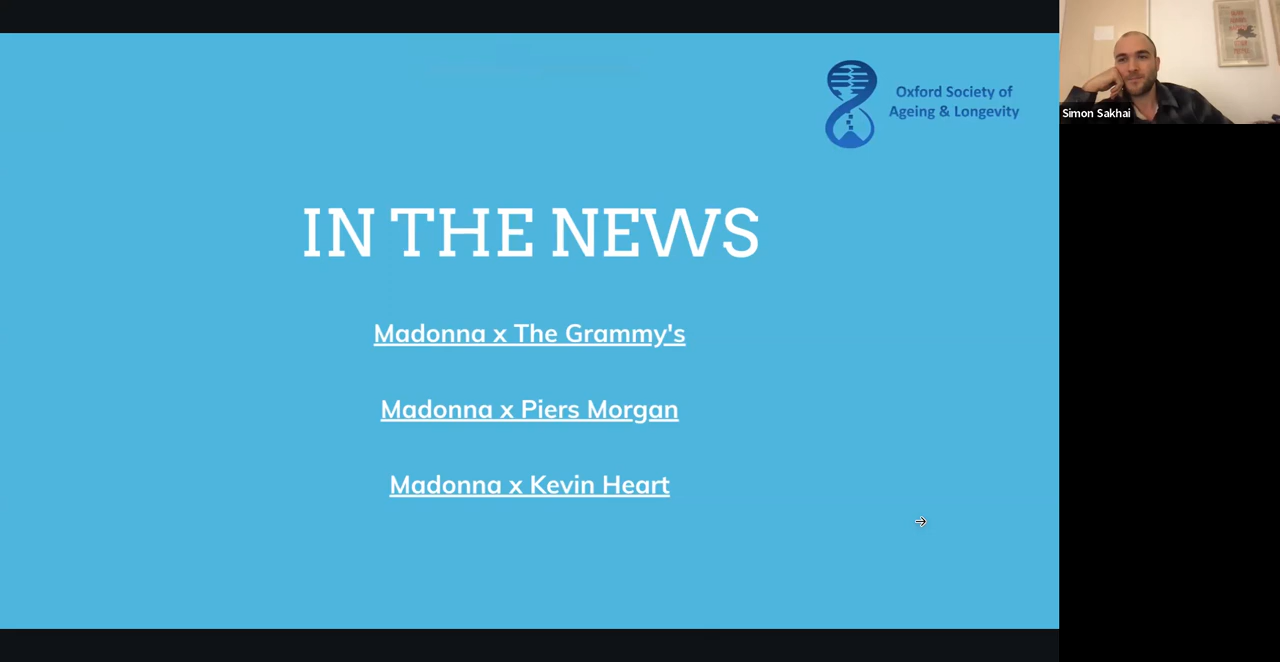 Oxford Society of
Ageing & Longevity
Simon Sakhai
IN THE NEWS
Madonna x The Grammy's
Madonna x Piers Morgan
Madonna x Kevin Heart